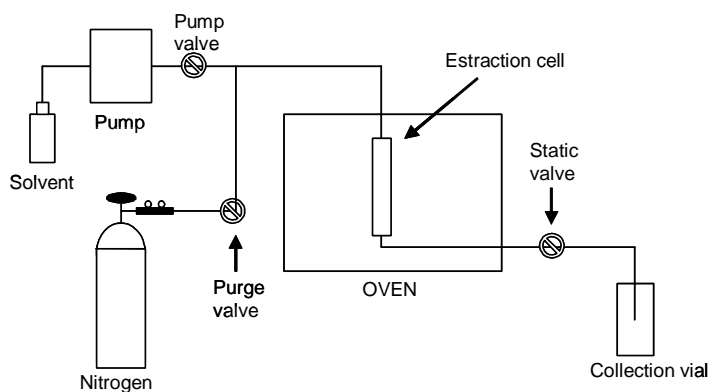 Pump
valve
Estraction cell
Pump
Static
valve
Solvent
Purge
valve
OVEN
Nitrogen
Collection vial